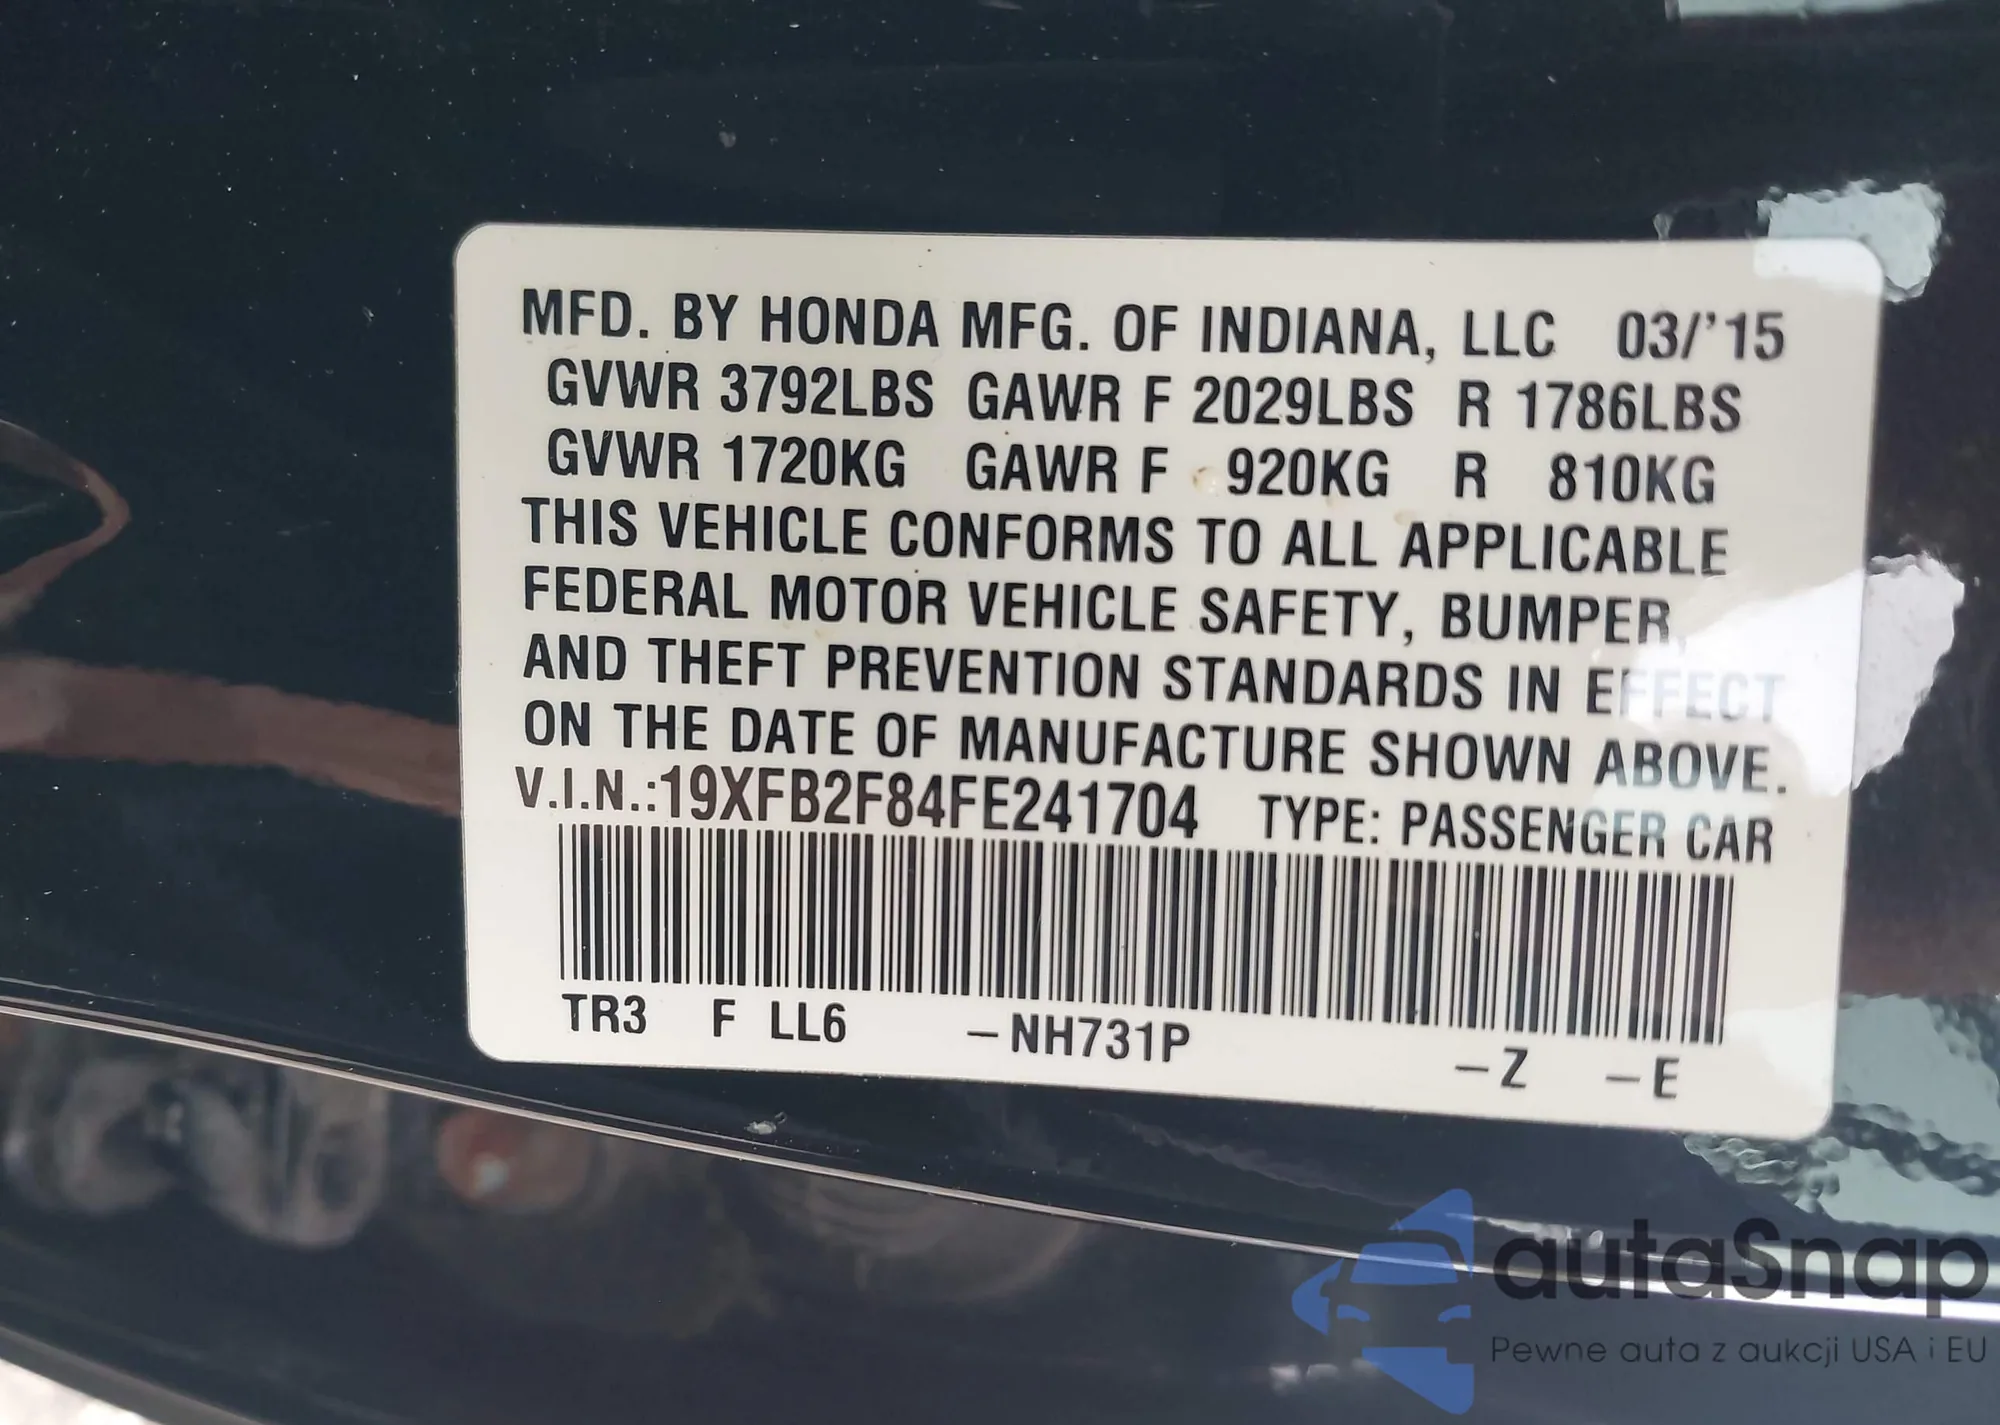 MFD. BY HONDA MFG. OF INDIANA, LLC 03/'15
GVWR 3792LBS GAWR F 2029LBS R 1786LBS
GVWR 1720KG GAWR F 920KG R 810KG
THIS VEHICLE CONFORMS TO ALL APPLICABLE
FEDERAL MOTOR VEHICLE SAFETY, BUMPER,
AND THEFT PREVENTION STANDARDS IN EFFECT
ON THE DATE OF MANUFACTURE SHOWN ABOVE.
V.I.N.:19XFB2F84FE241704 TYPE: PASSENGER CAR
TR3 F LL6 -NH731P -Z -E
autaSnap
Pewne auta z aukcji USA i EU